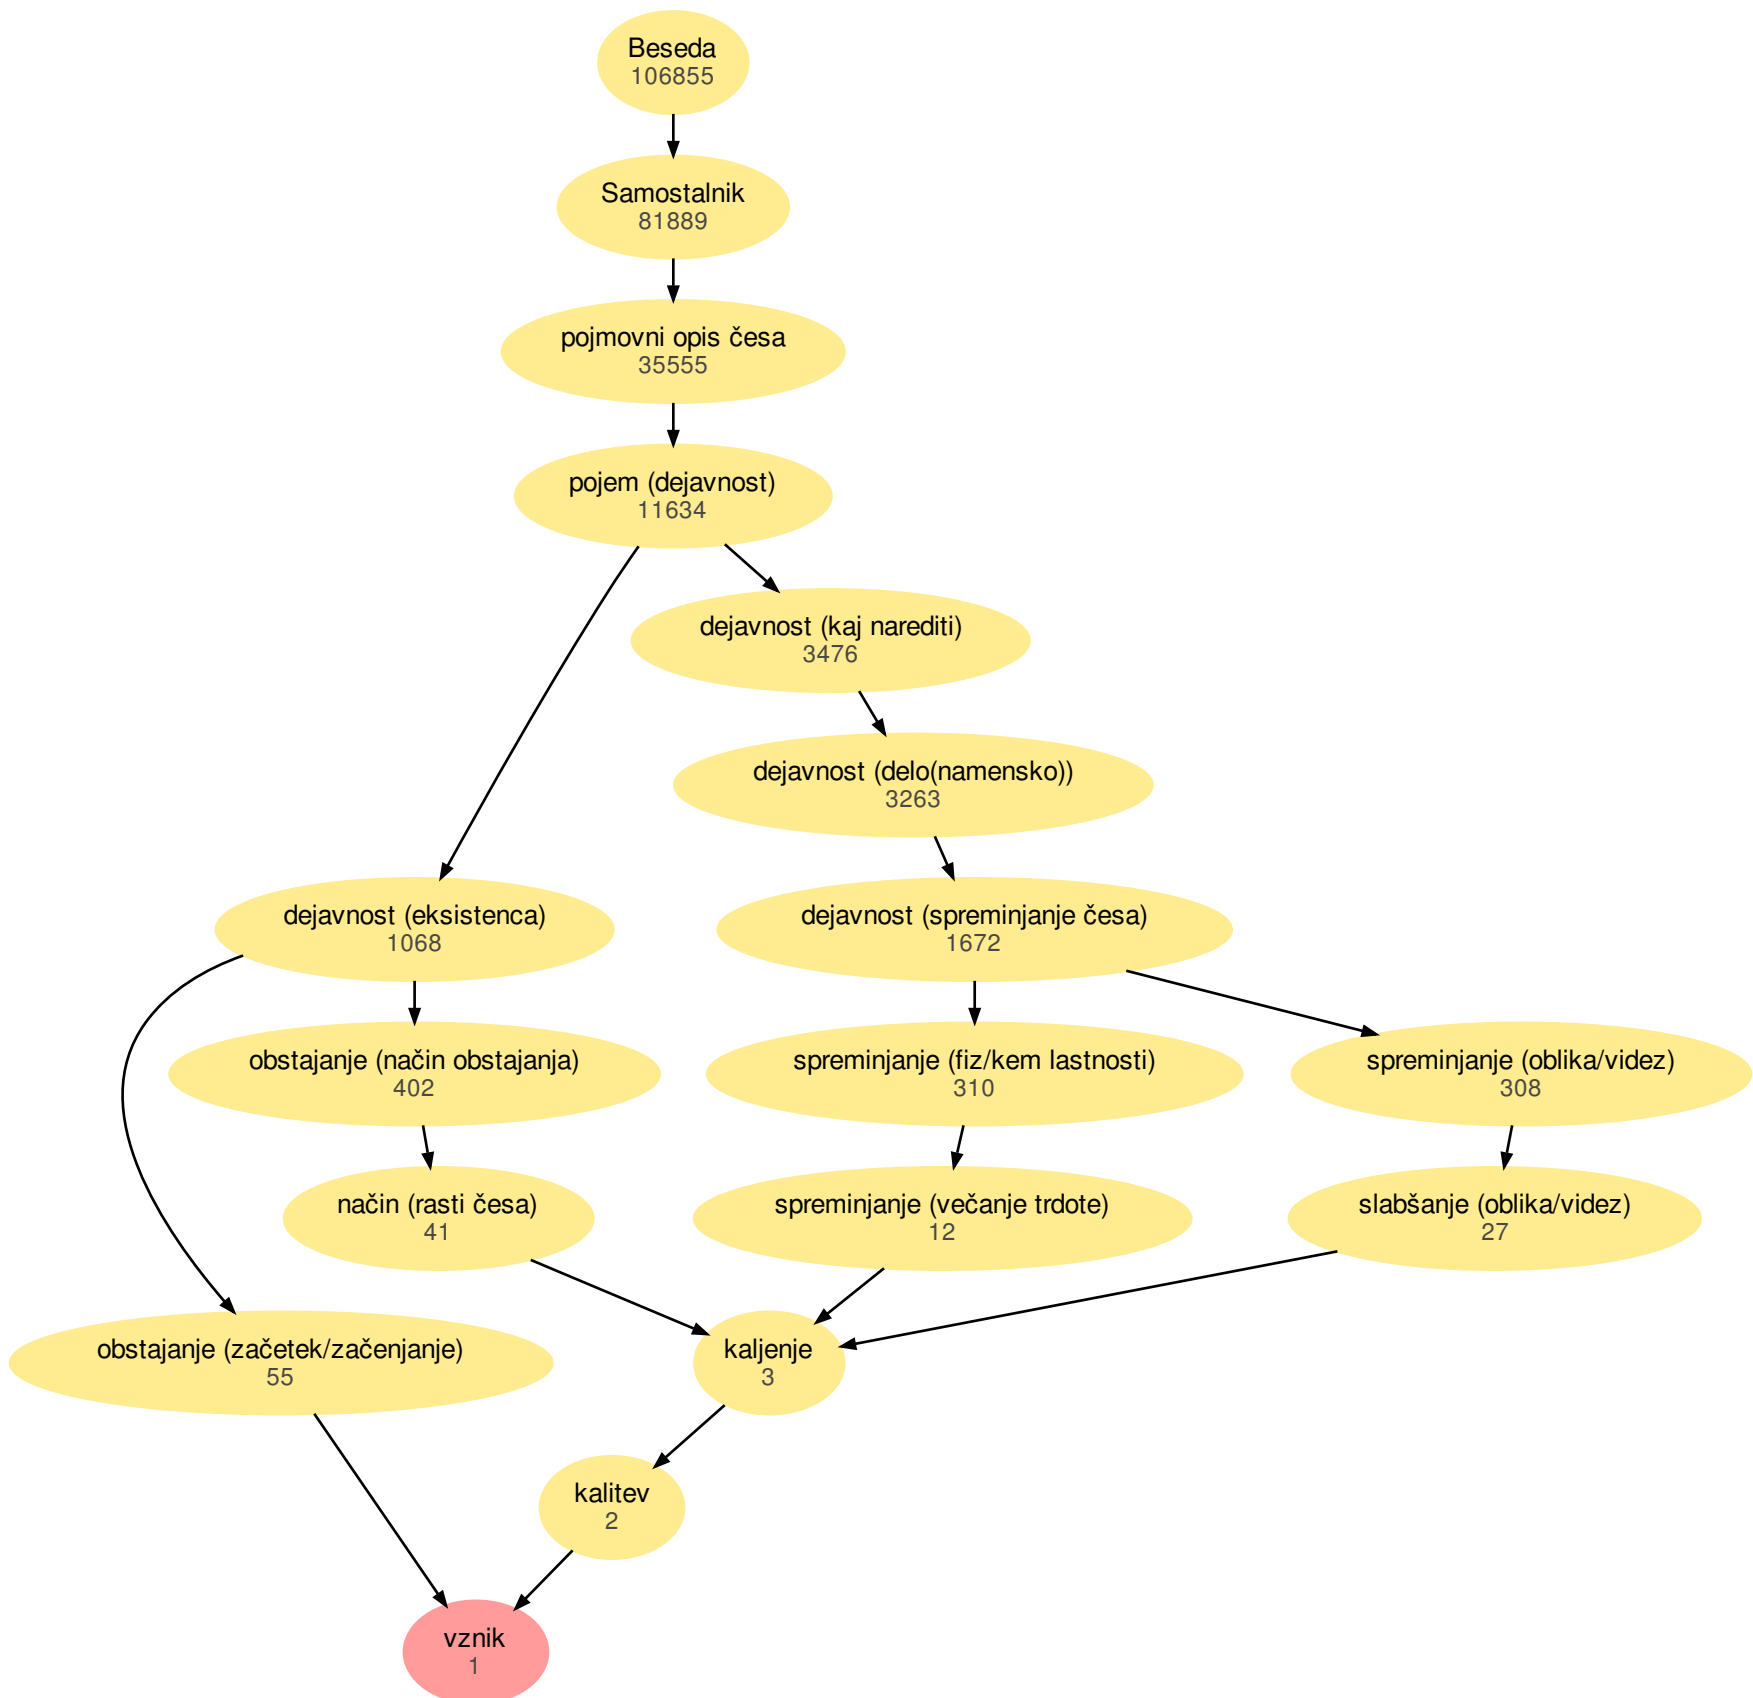 Beseda
106855
Samostalnik
81889
pojmovni opis česa
35555
pojem (dejavnost)
11634
dejavnost (kaj narediti)
3476
dejavnost (delo(namensko))
3263
dejavnost (eksistenca)
1068
dejavnost (spreminjanje česa)
1672
obstajanje (način obstajanja)
402
spreminjanje (fiz/kem lastnosti)
310
spreminjanje (oblika/videz)
308
način (rasti česa)
41
spreminjanje (večanje trdote)
12
slabšanje (oblika/videz)
27
obstajanje (začetek/začenjanje)
55
kaljenje
3
kalitev
2
vznik
1